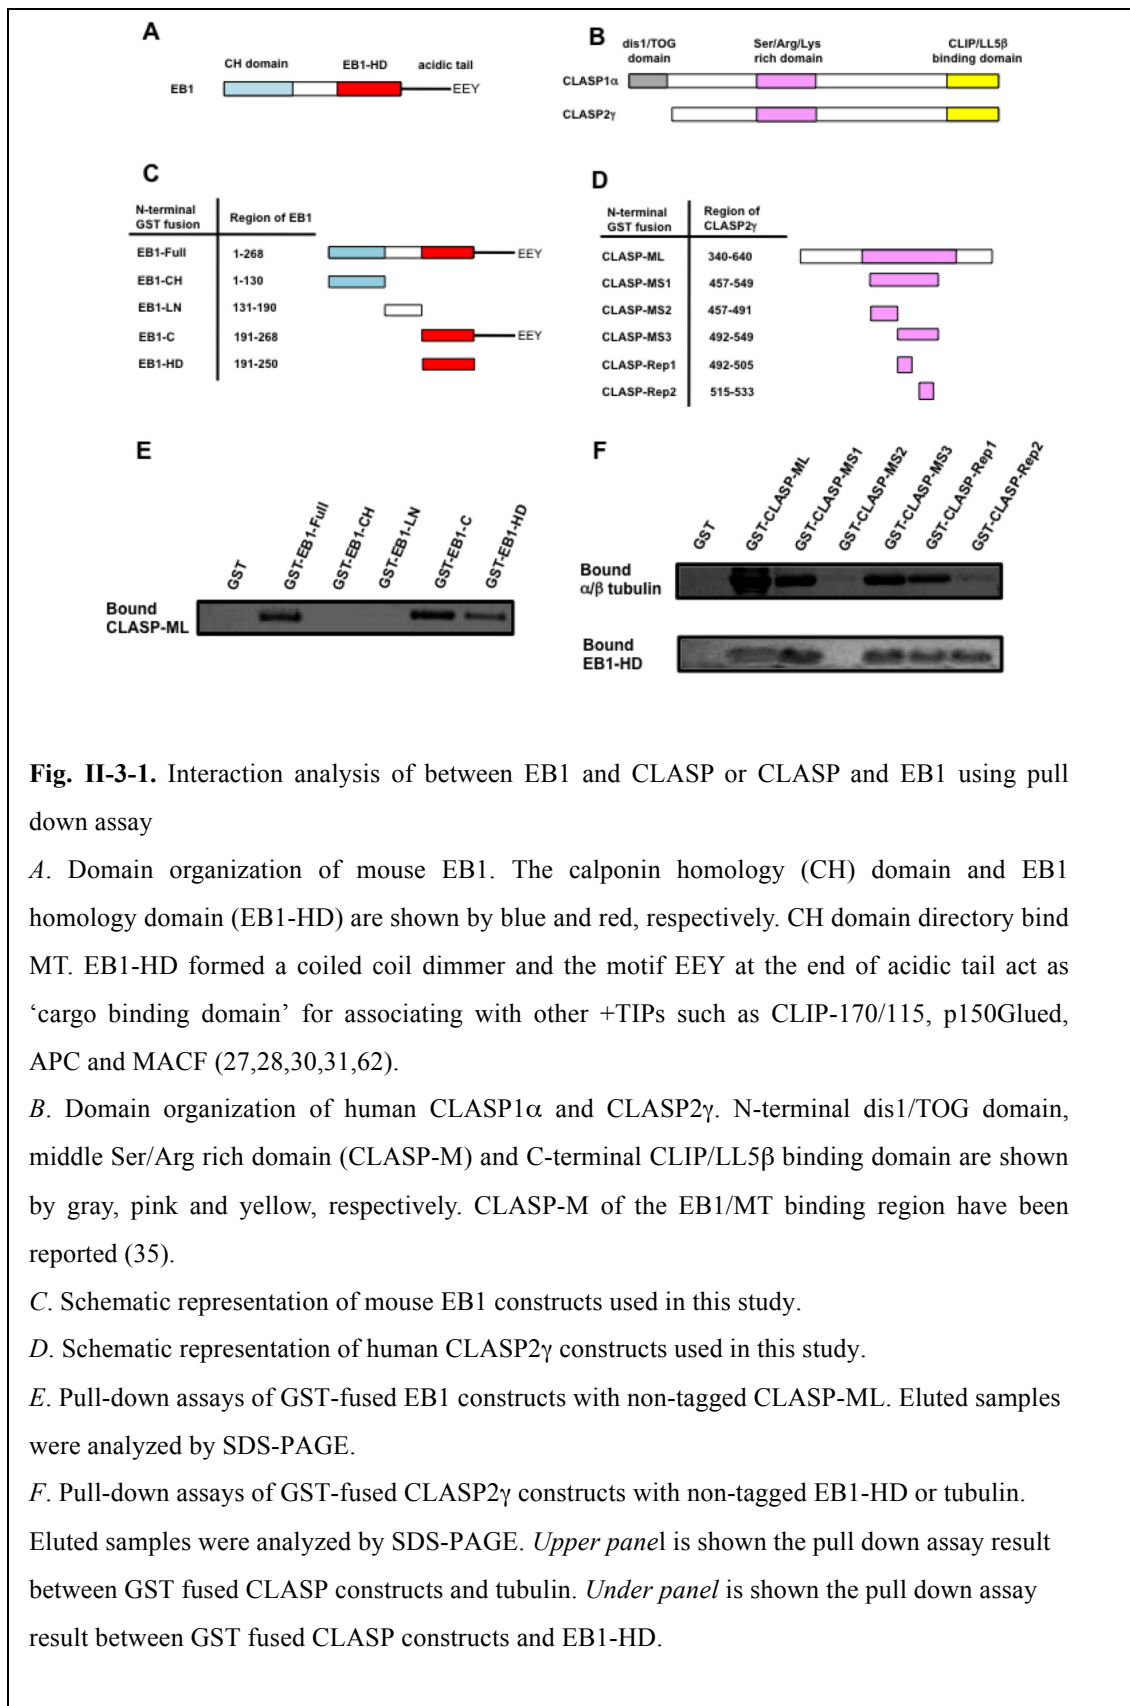 A
CH domain EB1-HD acidic tail
EB1 EEY
B
dis1/TOG domain
Ser/Arg/Lys rich domain
CLIP/LL5β binding domain
CLASP1α
CLASP2γ
C
N-terminal GST fusion Region of EB1
EB1-Full 1-268 EEY
EB1-CH 1-130
EB1-LN 131-190
EB1-C 191-268 EEY
EB1-HD 191-250
D
N-terminal GST fusion Region of CLASP2γ
CLASP-ML 340-640
CLASP-MS1 457-549
CLASP-MS2 457-491
CLASP-MS3 492-549
CLASP-Rep1 492-505
CLASP-Rep2 515-533
E
GST GST-EB1-Full GST-EB1-CH GST-EB1-LN GST-EB1-C GST-EB1-HD
Bound
CLASP-ML
F
GST GST-CLASP-ML GST-CLASP-MS1 GST-CLASP-MS2 GST-CLASP-MS3 GST-CLASP-Rep1 GST-CLASP-Rep2
Bound
α/β tubulin
Bound
EB1-HD
Fig. II-3-1. Interaction analysis of between EB1 and CLASP or CLASP and EB1 using pull
down assay
A. Domain organization of mouse EB1. The calponin homology (CH) domain and EB1
homology domain (EB1-HD) are shown by blue and red, respectively. CH domain directory bind
MT. EB1-HD formed a coiled coil dimmer and the motif EEY at the end of acidic tail act as
‘cargo binding domain’ for associating with other +TIPs such as CLIP-170/115, p150Glued,
APC and MACF (27,28,30,31,62).
B. Domain organization of human CLASP1α and CLASP2γ. N-terminal dis1/TOG domain,
middle Ser/Arg rich domain (CLASP-M) and C-terminal CLIP/LL5β binding domain are shown
by gray, pink and yellow, respectively. CLASP-M of the EB1/MT binding region have been
reported (35).
C. Schematic representation of mouse EB1 constructs used in this study.
D. Schematic representation of human CLASP2γ constructs used in this study.
E. Pull-down assays of GST-fused EB1 constructs with non-tagged CLASP-ML. Eluted samples
were analyzed by SDS-PAGE.
F. Pull-down assays of GST-fused CLASP2γ constructs with non-tagged EB1-HD or tubulin.
Eluted samples were analyzed by SDS-PAGE. Upper panel is shown the pull down assay result
between GST fused CLASP constructs and tubulin. Under panel is shown the pull down assay
result between GST fused CLASP constructs and EB1-HD.